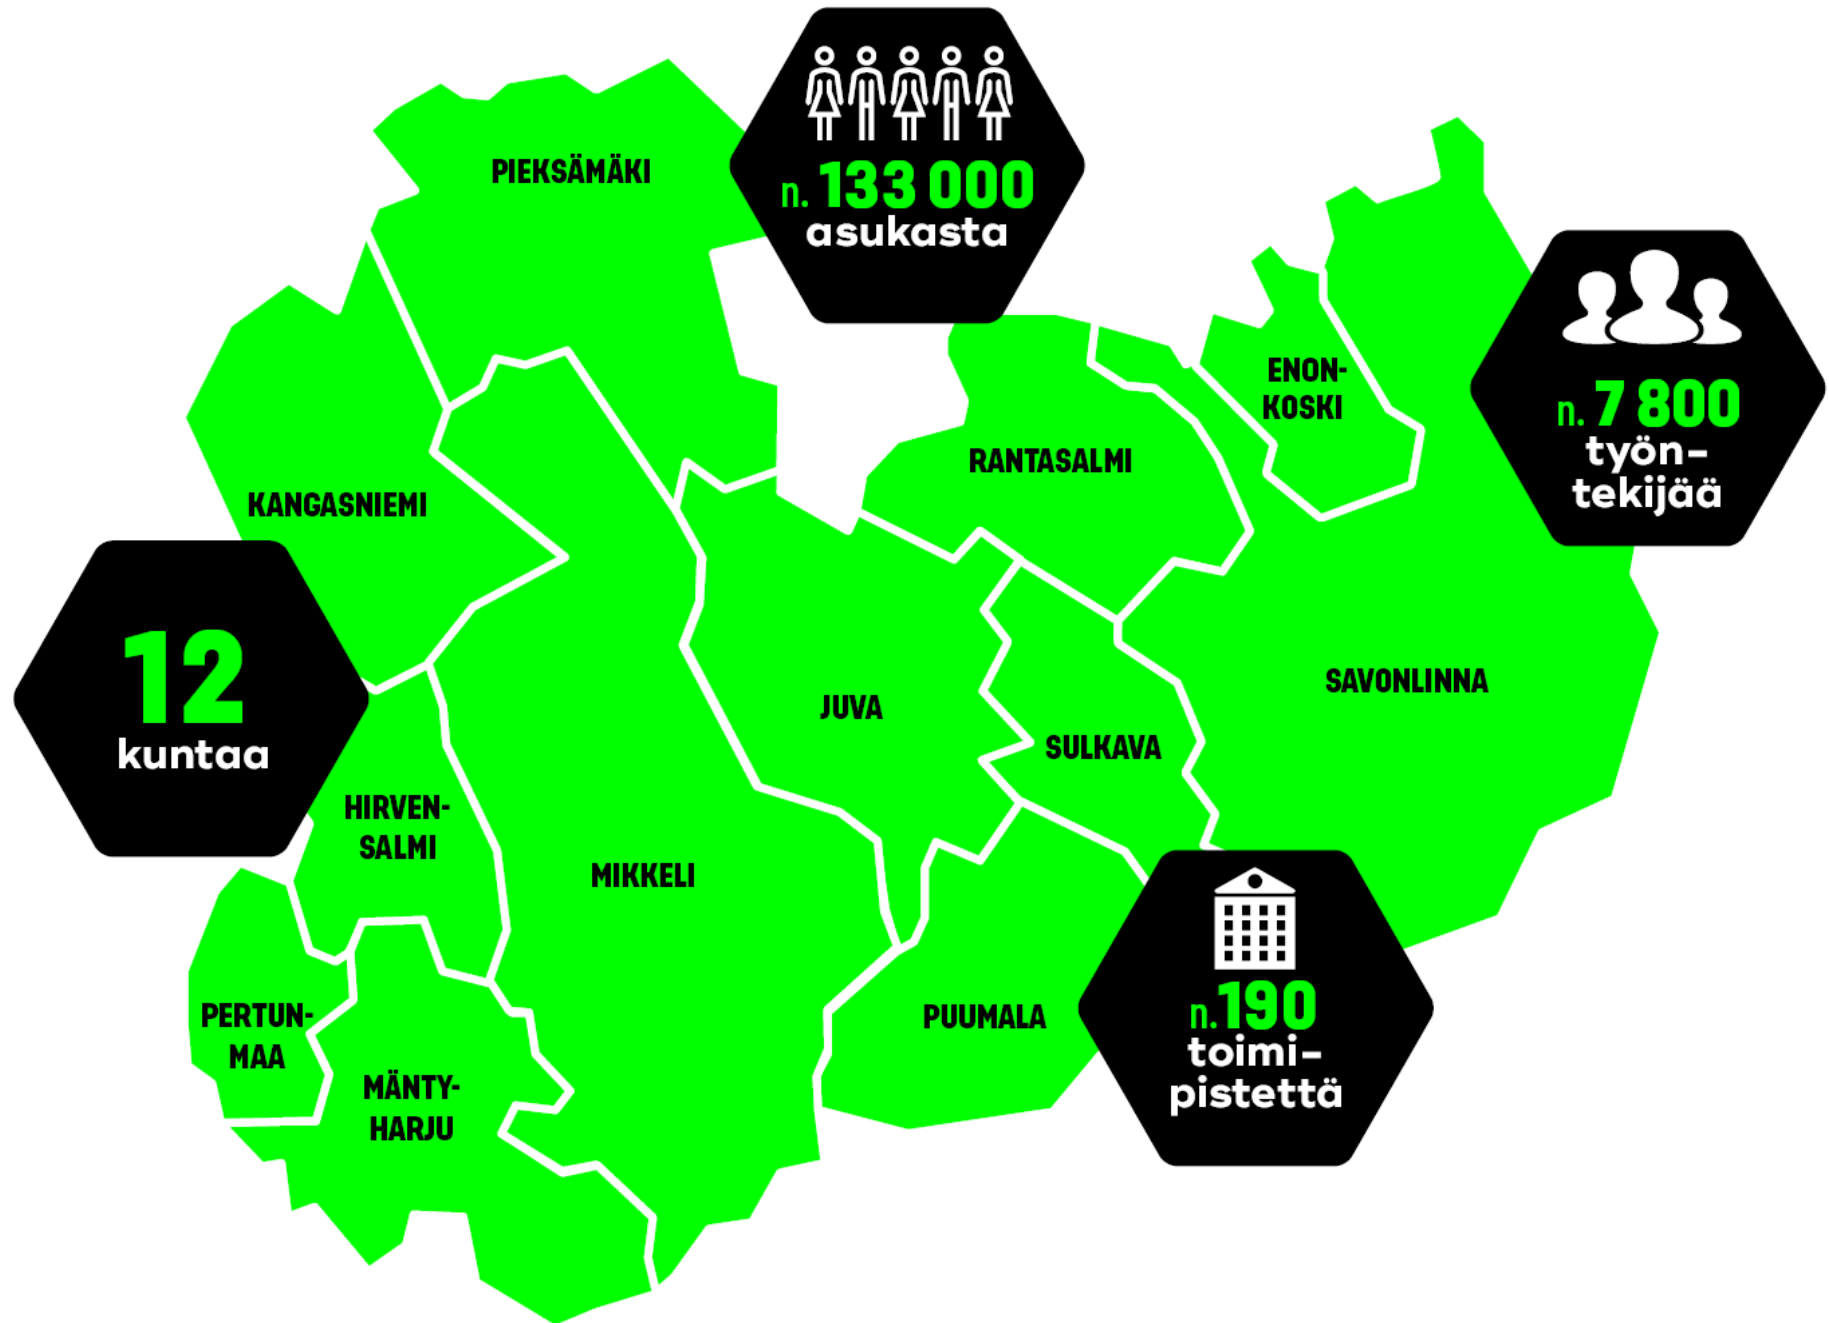 PIEKSÄMÄKI
n. 133 000
asukasta
n. 7 800
työn-
tekijää
ENON-
KOSKI
RANTASALMI
KANGASNIEMI
12
kuntaa
SAVONLINNA
JUVA
SULKAVA
HIRVEN-
SALMI
MIKKELI
n.190
toimi-
pistettä
PUUMALA
PERTUN-
MAA
MÄNTY-
HARJU